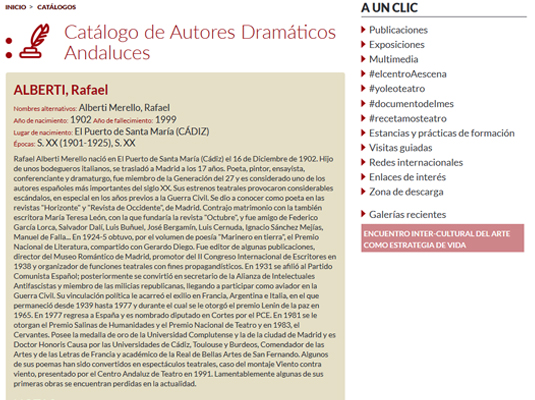 INICIO > CATÁLOGOS
Catálogo de Autores Dramáticos
Andaluces
ALBERTI, Rafael
Nombres alternativos: Alberti Merello, Rafael
Año de nacimiento: 1902 Año de fallecimiento: 1999
Lugar de nacimiento: El Puerto de Santa María (CÁDIZ)
Épocas: S. XX (1901-1925), S. XX
Rafael Alberti Merello nació en El Puerto de Santa María (Cádiz) el 16 de Diciembre de 1902. Hijo
de unos bodegueros italianos, se trasladó a Madrid a los 17 años. Poeta, pintor, ensayista,
conferenciante y dramaturgo, fue miembro de la Generación del 27 y es considerado uno de los
autores españoles más importantes del siglo XX. Sus estrenos teatrales provocaron considerables
escándalos, en especial en los años previos a la Guerra Civil. Se dio a conocer como poeta en las
revistas "Horizonte" y "Revista de Occidente", de Madrid. Contrajo matrimonio con la también
escritora María Teresa León, con la que fundaría la revista "Octubre", y fue amigo de Federico
García Lorca, Salvador Dalí, Luis Buñuel, José Bergamín, Luis Cernuda, Ignacio Sánchez Mejías,
Manuel de Falla... En 1924-5 obtuvo, por el volumen de poesía "Marinero en tierra", el Premio
Nacional de Literatura, compartido con Gerardo Diego. Fue editor de algunas publicaciones,
director del Museo Romántico de Madrid, promotor del II Congreso Internacional de Escritores en
1938 y organizador de funciones teatrales con fines propagandísticos. En 1931 se afilió al Partido
Comunista Español; posteriormente se convirtió en secretario de la Alianza de Intelectuales
Antifascistas y miembro de las milicias republicanas, llegando a participar como aviador en la
Guerra Civil. Su vinculación política le acarreó el exilio en Francia, Argentina e Italia, en el que
permaneció desde 1939 hasta 1977 y durante el cual se le otorgó el premio Lenin de la paz en
1965. En 1977 regresa a España y es nombrado diputado en Cortes por el PCE. En 1981 se le
otorgan el Premio Salinas de Humanidades y el Premio Nacional de Teatro y en 1983, el
Cervantes. Posee la medalla de oro de la Universidad Complutense y la de la ciudad de Madrid y es
Doctor Honoris Causa por las Universidades de Cádiz, Toulouse y Burdeos, Comendador de las
Artes y de las Letras de Francia y académico de la Real de Bellas Artes de San Fernando. Algunos
de sus poemas han sido convertidos en espectáculos teatrales, caso del montaje Viento contra
viento, presentado por el Centro Andaluz de Teatro en 1991. Lamentablemente algunas de sus
primeras obras se encuentran perdidas en la actualidad.
A UN CLIC
Publicaciones
Exposiciones
Multimedia
#elcentroAescena
#yoleoteatro
#documentodelmes
#recetamosteatro
Estancias y prácticas de formación
Visitas guiadas
Redes internacionales
Enlaces de interés
Zona de descarga
Galerías recientes
ENCUENTRO INTER-CULTURAL DEL ARTE
COMO ESTRATEGIA DE VIDA